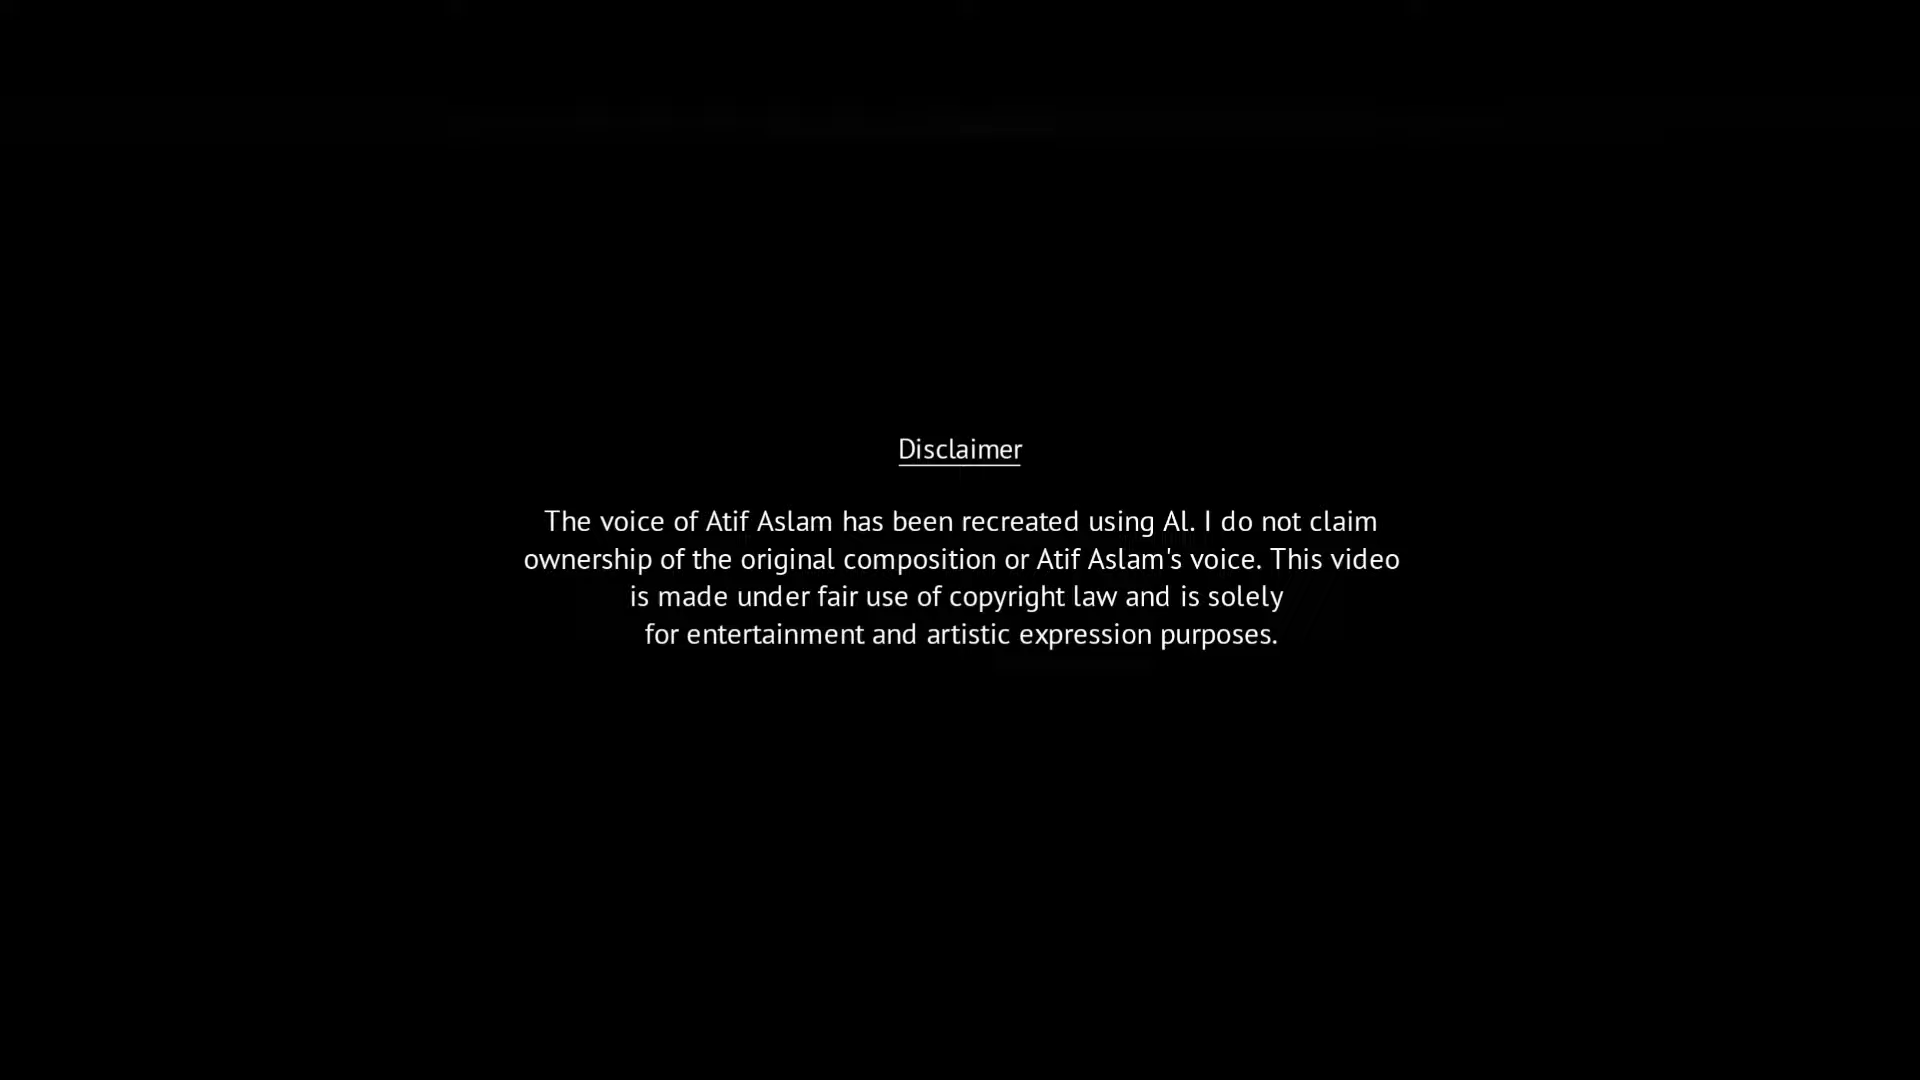 Disclaimer
The voice of Atif Aslam has been recreated using AI. I do not claim
ownership of the original composition or Atif Aslam's voice. This video
is made under fair use of copyright law and is solely
for entertainment and artistic expression purposes.